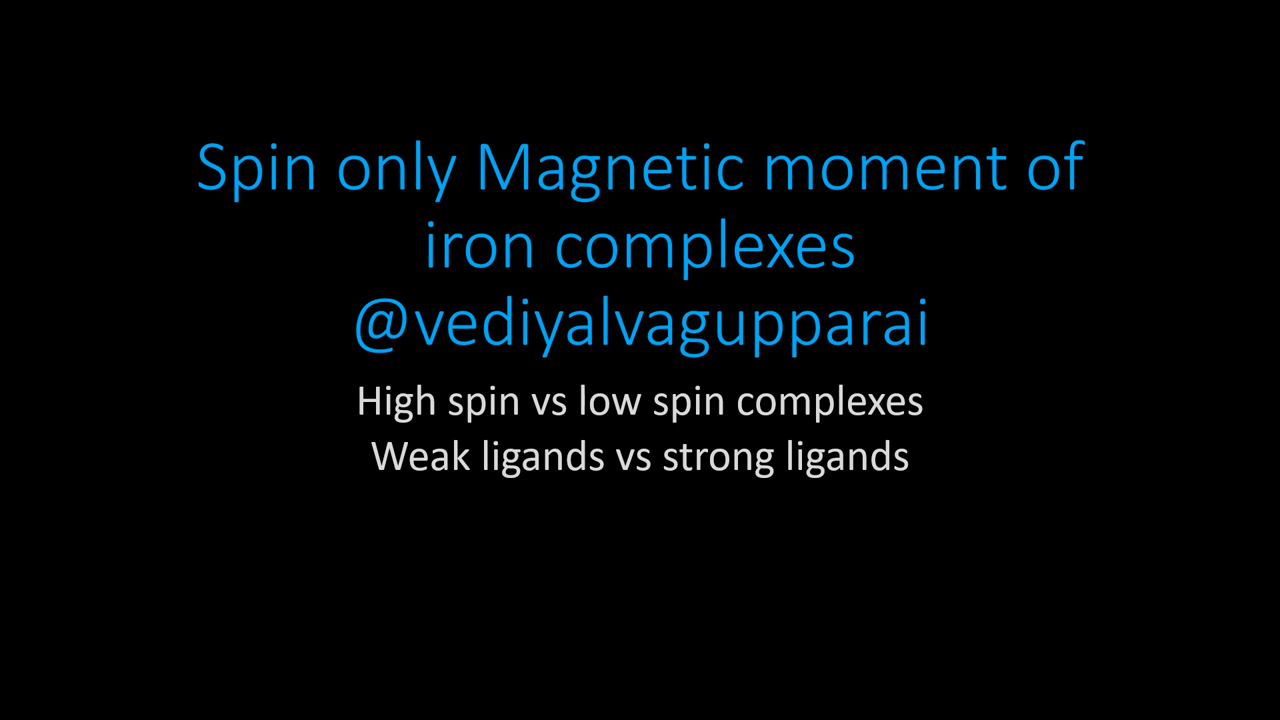 Spin only Magnetic moment of
iron complexes
@vediyalvagupparai
High spin vs low spin complexes
Weak ligands vs strong ligands